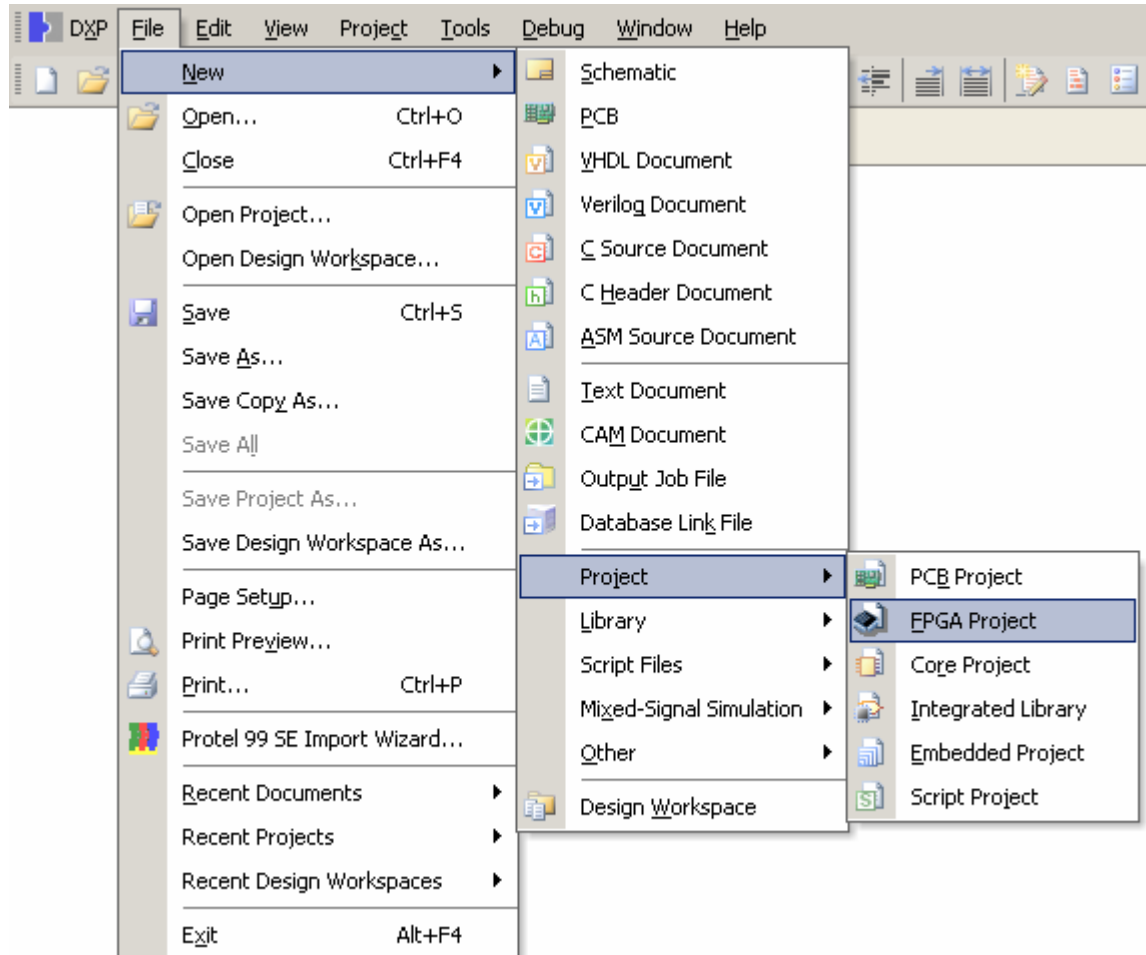 DXP File Edit View Project Tools Debug Window Help
New
Open... Ctrl+O
Close Ctrl+F4
Open Project...
Open Design Workspace...
Save Ctrl+S
Save As...
Save Copy As...
Save All
Save Project As...
Save Design Workspace As...
Page Setup...
Print Preview...
Print... Ctrl+P
Protel 99 SE Import Wizard...
Recent Documents
Recent Projects
Recent Design Workspaces
Exit Alt+F4
Schematic
PCB
VHDL Document
Verilog Document
C Source Document
C Header Document
ASM Source Document
Text Document
CAM Document
Output Job File
Database Link File
Project
Library
Script Files
Mixed-Signal Simulation
Other
Design Workspace
PCB Project
FPGA Project
Core Project
Integrated Library
Embedded Project
Script Project